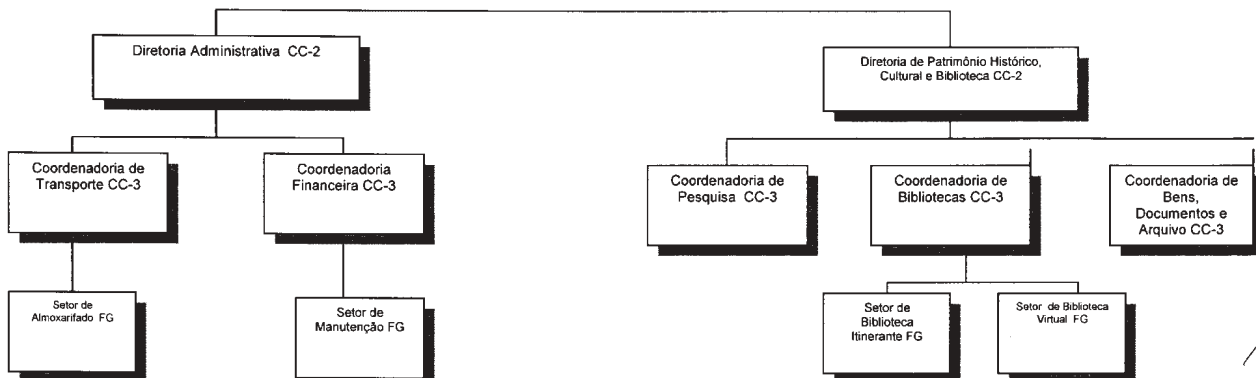 Diretoria Administrativa CC-2
Diretoria de Patrimônio Histórico,
Cultural e Biblioteca CC-2
Coordenadoria de
Transporte CC-3
Coordenadoria
Financeira CC-3
Coordenadoria de
Pesquisa CC-3
Coordenadoria de
Bibliotecas CC-3
Coordenadoria de
Bens,
Documentos e
Arquivo CC-3
Setor de
Almoxarifado FG
Setor de
Manutenção FG
Setor de
Biblioteca
Itinerante FG
Setor de Biblioteca
Virtual FG